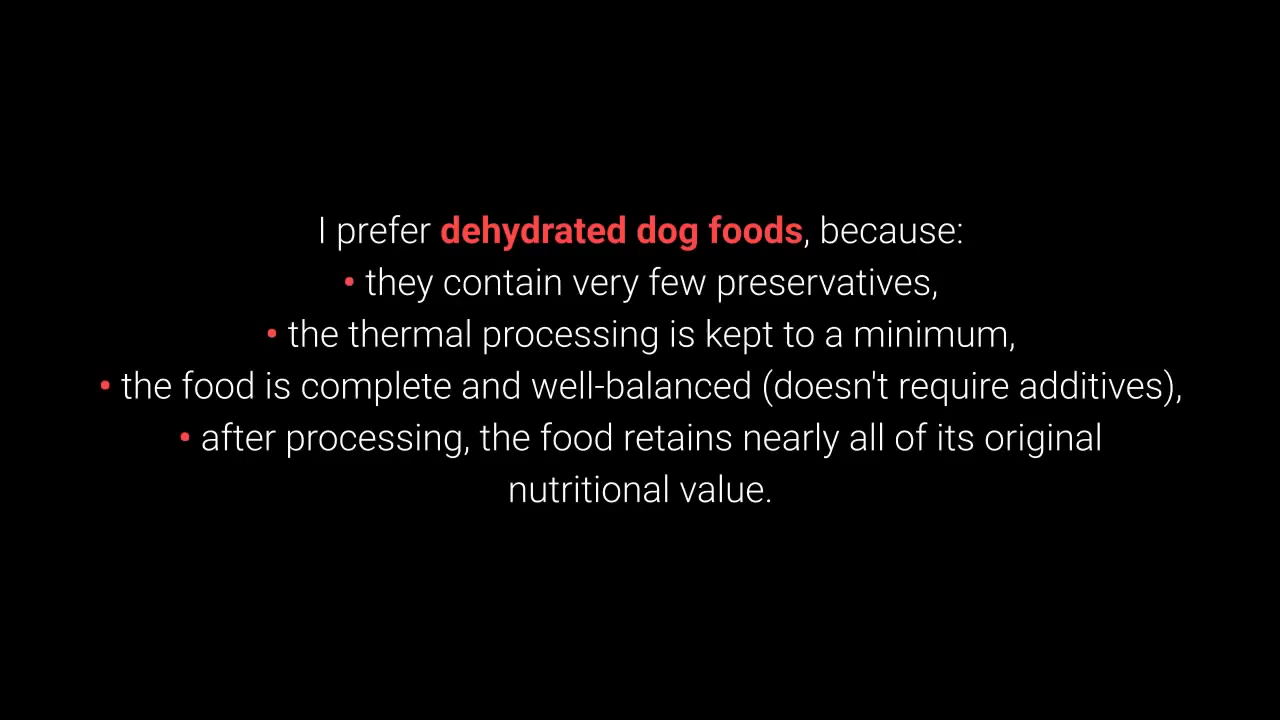 I prefer dehydrated dog foods, because:
• they contain very few preservatives,
• the thermal processing is kept to a minimum,
• the food is complete and well-balanced (doesn't require additives),
• after processing, the food retains nearly all of its original
nutritional value.